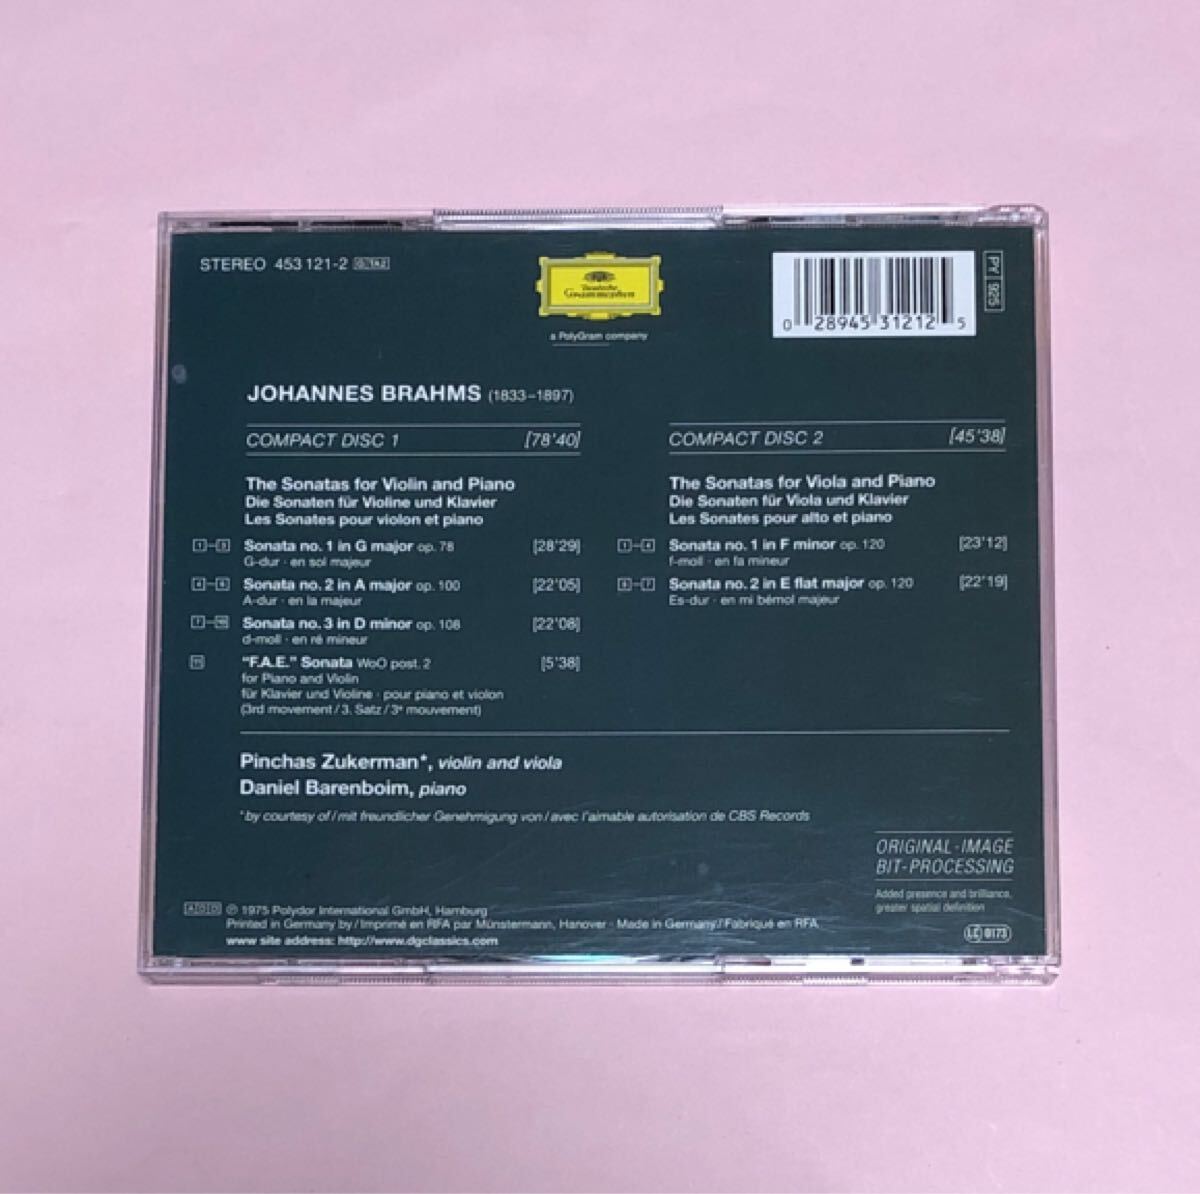 STEREO 453 121-2 G TA2
Deutsche
Grammophon
a PolyGram company
0 28945 31212 5
PY 925
JOHANNES BRAHMS (1833–1897)
COMPACT DISC 1 [78'40]
The Sonatas for Violin and Piano
Die Sonaten für Violine und Klavier
Les Sonates pour violon et piano
1–3 Sonata no. 1 in G major op. 78 [28'29]
G-dur · en sol majeur
4–6 Sonata no. 2 in A major op. 100 [22'05]
A-dur · en la majeur
7–10 Sonata no. 3 in D minor op. 108 [22'08]
d-moll · en ré mineur
11 "F.A.E." Sonata WoO post. 2 [5'38]
for Piano and Violin
für Klavier und Violine · pour piano et violon
(3rd movement / 3. Satz / 3e mouvement)
COMPACT DISC 2 [45'38]
The Sonatas for Viola and Piano
Die Sonaten für Viola und Klavier
Les Sonates pour alto et piano
1–4 Sonata no. 1 in F minor op. 120 [23'12]
f-moll · en fa mineur
5–7 Sonata no. 2 in E flat major op. 120 [22'19]
Es-dur · en mi bémol majeur
Pinchas Zukerman*, violin and viola
Daniel Barenboim, piano
*by courtesy of / mit freundlicher Genehmigung von / avec l'aimable autorisation de CBS Records
ORIGINAL-IMAGE
BIT-PROCESSING
Added presence and brilliance,
greater spatial definition
ADD ℗ 1975 Polydor International GmbH, Hamburg
Printed in Germany by / Imprimé en RFA par Münstermann, Hanover · Made in Germany / Fabriqué en RFA
www site address: http://www.dgclassics.com
LC 0173